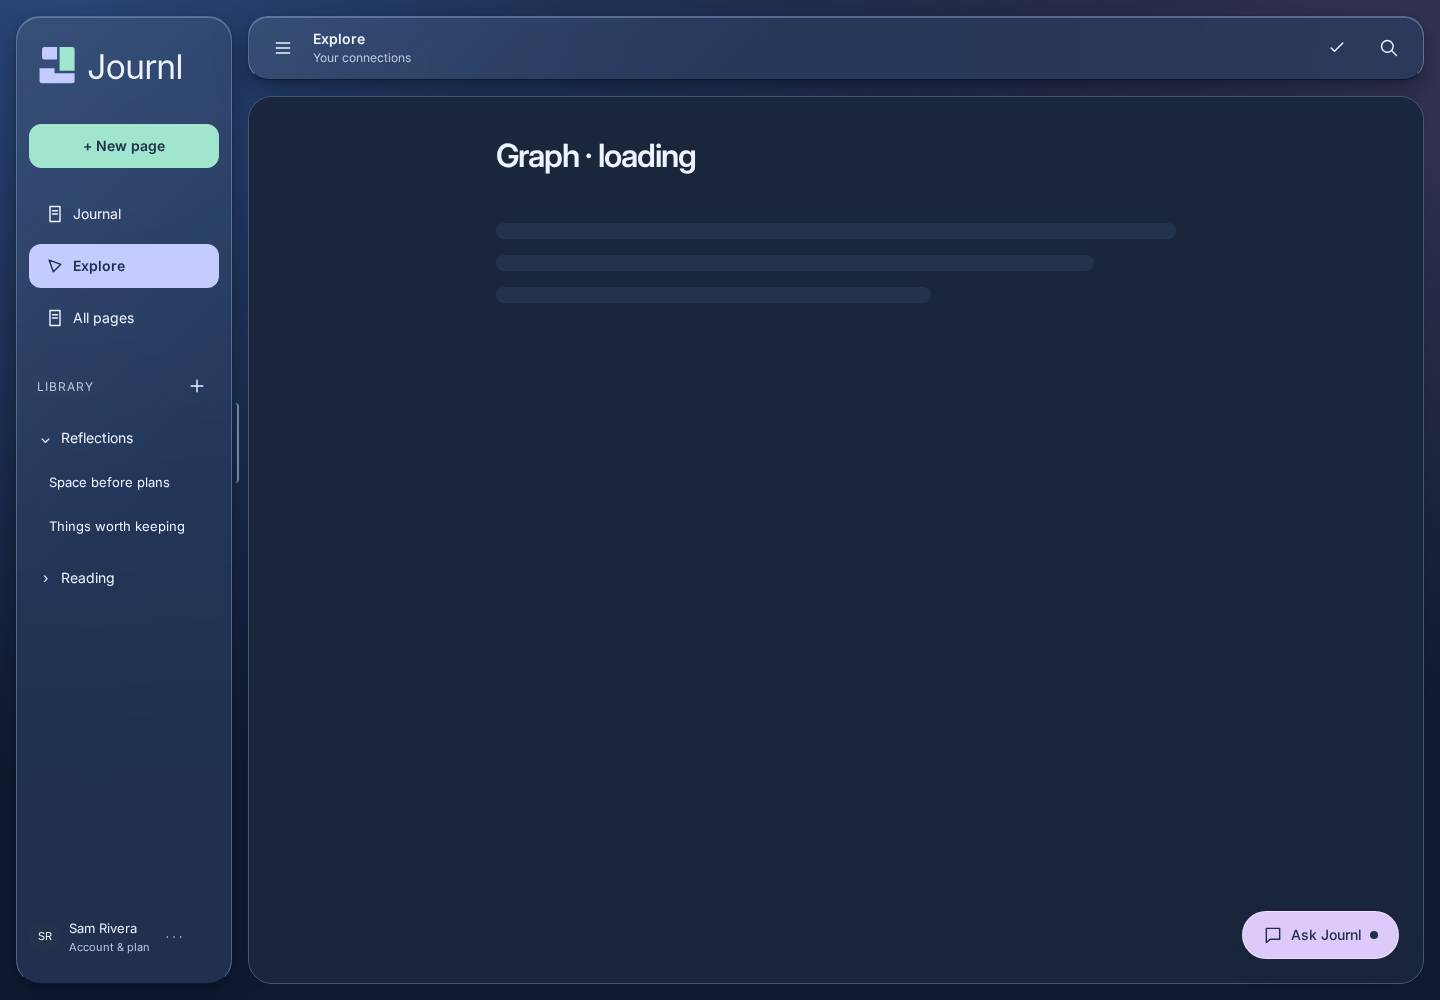 Journl
+ New page
Journal
Explore
All pages
LIBRARY
Reflections
Space before plans
Things worth keeping
Reading
SR
Sam Rivera
Account & plan
...
Explore
Your connections
Graph · loading
Ask Journl